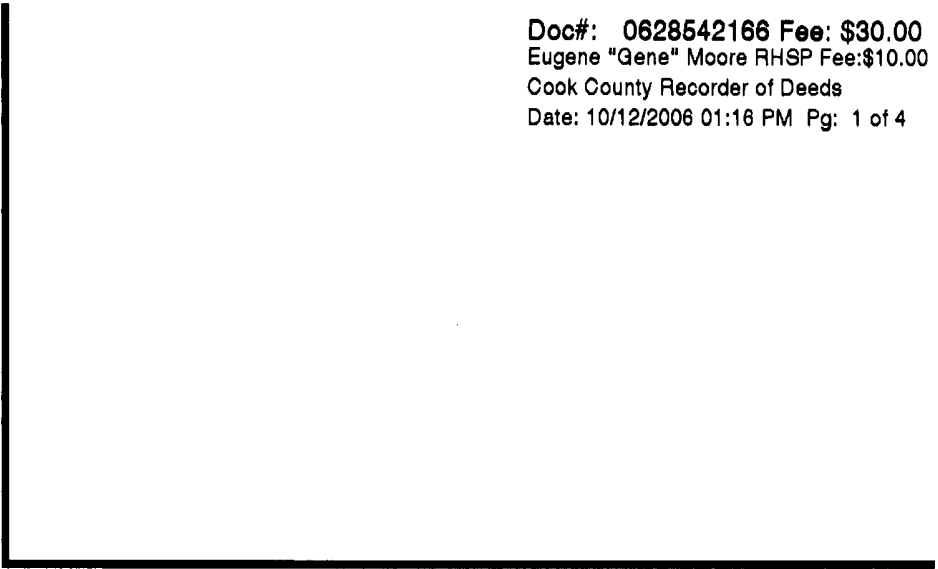 Doc#: 0628542166 Fee: $30.00
Eugene "Gene" Moore RHSP Fee:$10.00
Cook County Recorder of Deeds
Date: 10/12/2006 01:16 PM Pg: 1 of 4